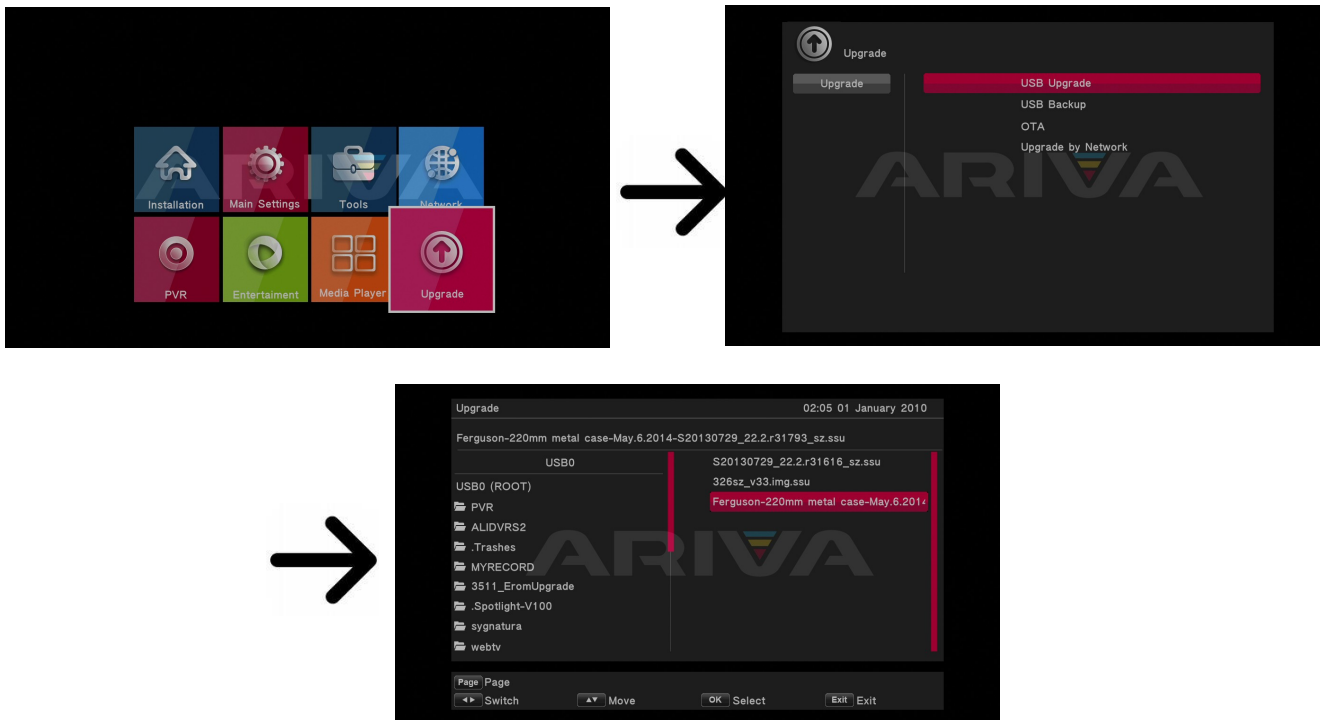 ARIVA
Installation
Main Settings
Tools
Network
PVR
Entertaiment
Media Player
Upgrade
Upgrade
Upgrade
USB Upgrade
USB Backup
OTA
Upgrade by Network
ARIVA
Upgrade 02:05 01 January 2010
Ferguson-220mm metal case-May.6.2014-S20130729_22.2.r31793_sz.ssu
USB0
USB0 (ROOT)
PVR
ALIDVRS2
.Trashes
MYRECORD
3511_EromUpgrade
.Spotlight-V100
sygnatura
webtv
S20130729_22.2.r31616_sz.ssu
326sz_v33.img.ssu
Ferguson-220mm metal case-May.6.2014
ARIVA
Page Page
Switch Move OK Select Exit Exit